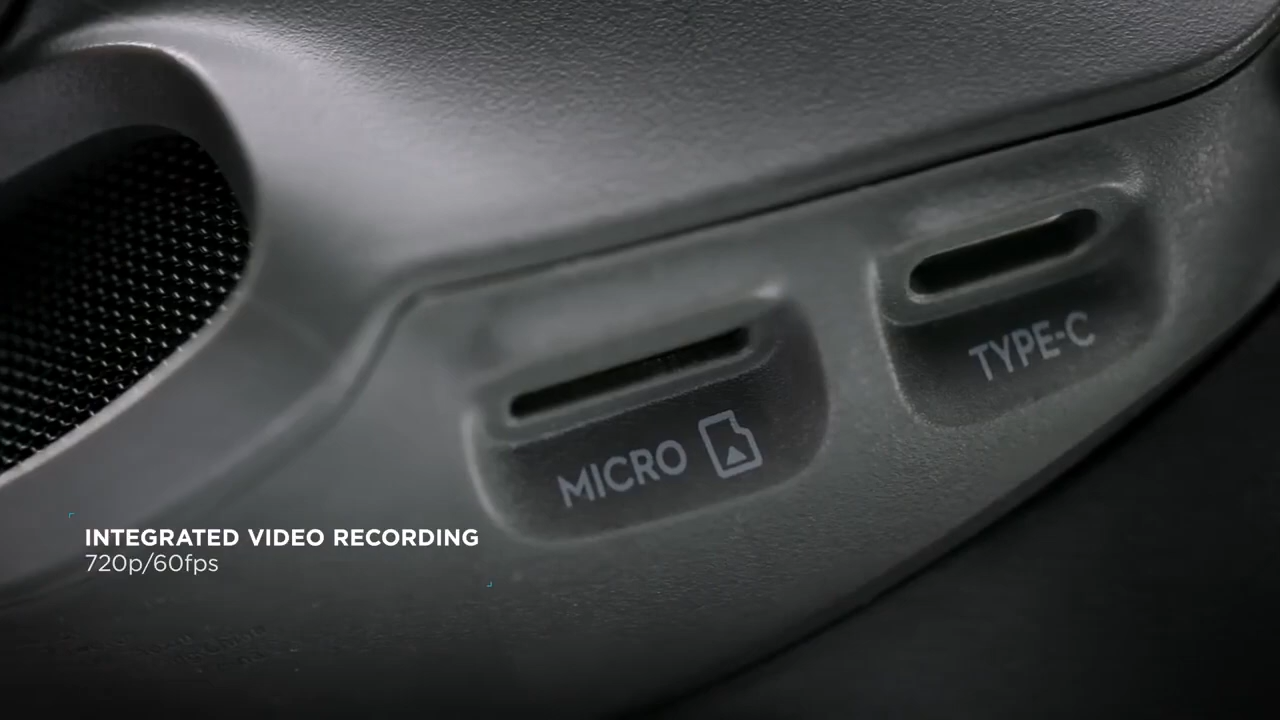 TYPE-C
MICRO
INTEGRATED VIDEO RECORDING
720p/60fps